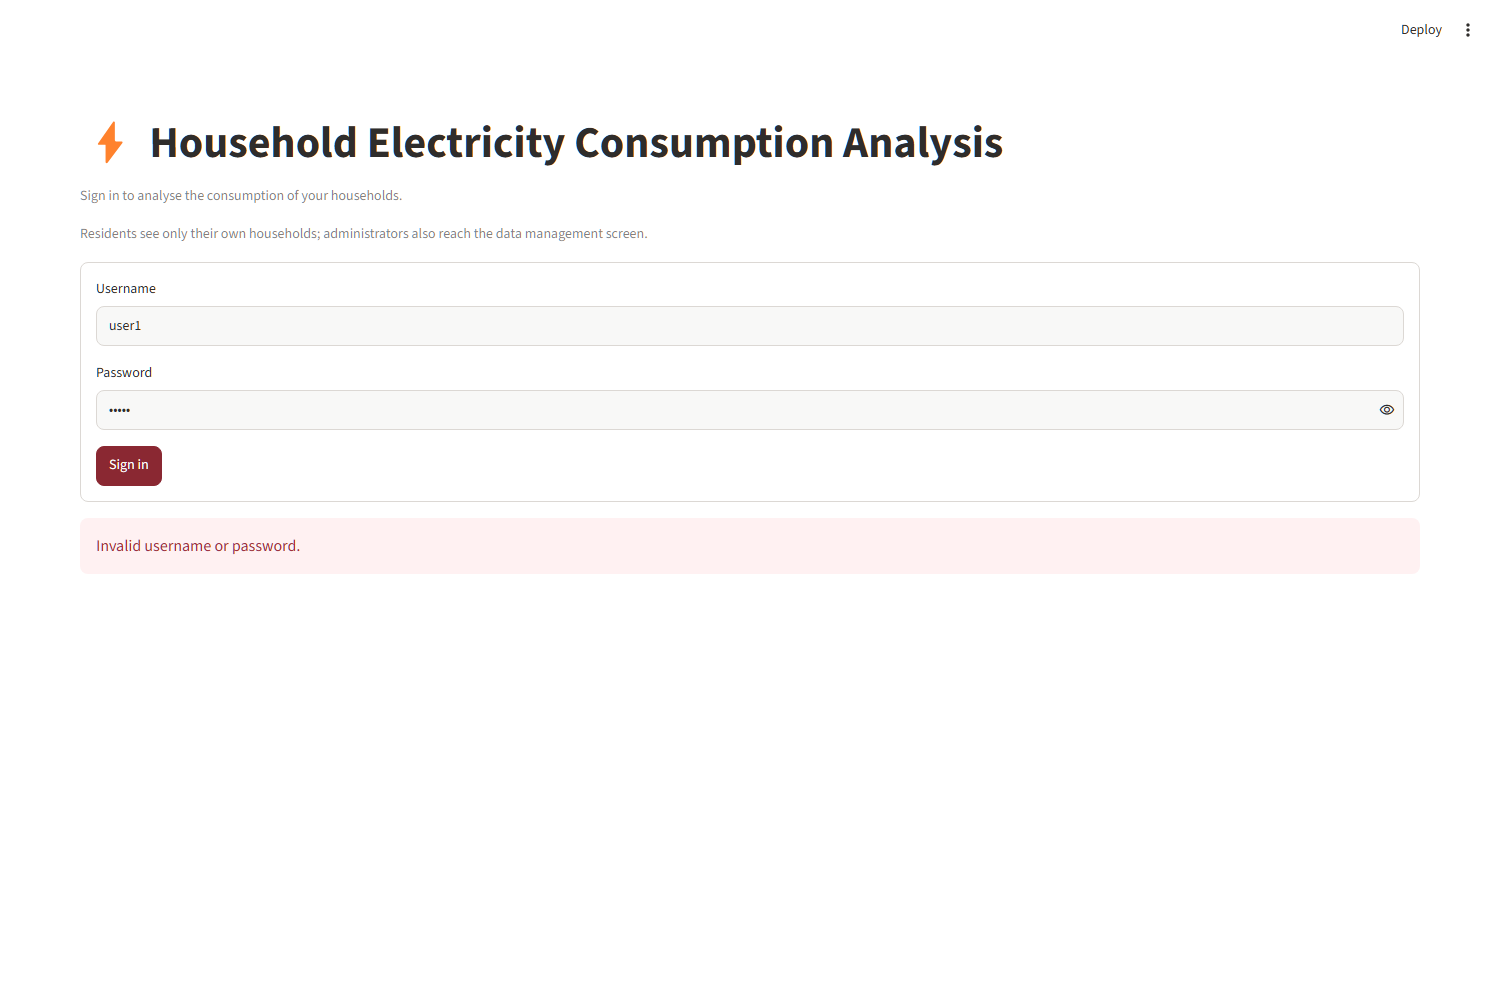 Deploy
Household Electricity Consumption Analysis
Sign in to analyse the consumption of your households.
Residents see only their own households; administrators also reach the data management screen.
Username
user1
Password
•••••
Sign in
Invalid username or password.